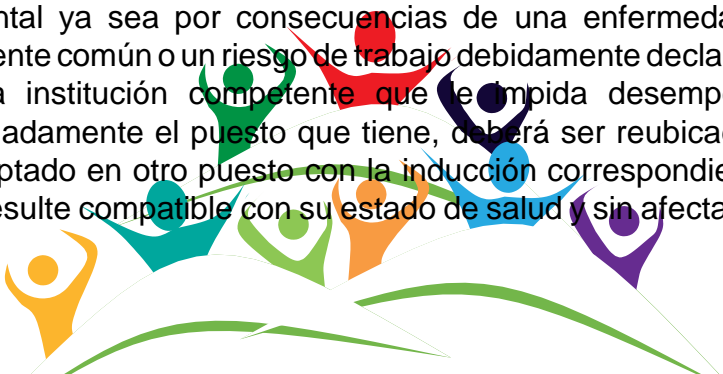 ntal ya sea por consecuencias de una enfermeda
ente común o un riesgo de trabajo debidamente decla
a institución competente que le impida desemp
adamente el puesto que tiene, deberá ser reubica
ptado en otro puesto con la inducción correspondie
esulte compatible con su estado de salud y sin afecta